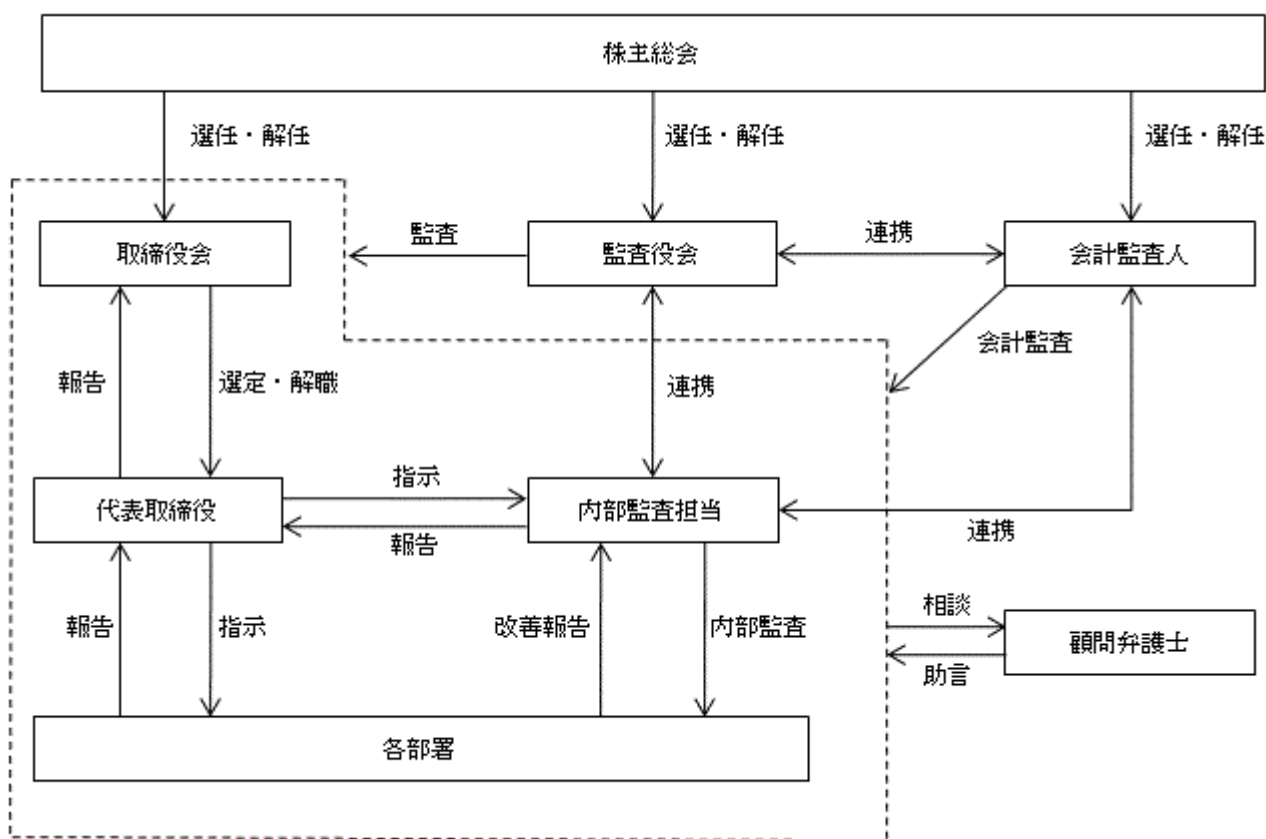 株主総会
選任・解任
選任・解任
選任・解任
取締役会
監査
監査役会
連携
会計監査人
会計監査
報告
選定・解職
連携
代表取締役
指示
報告
内部監査担当
連携
報告
指示
改善報告
内部監査
相談
助言
顧問弁護士
各部署